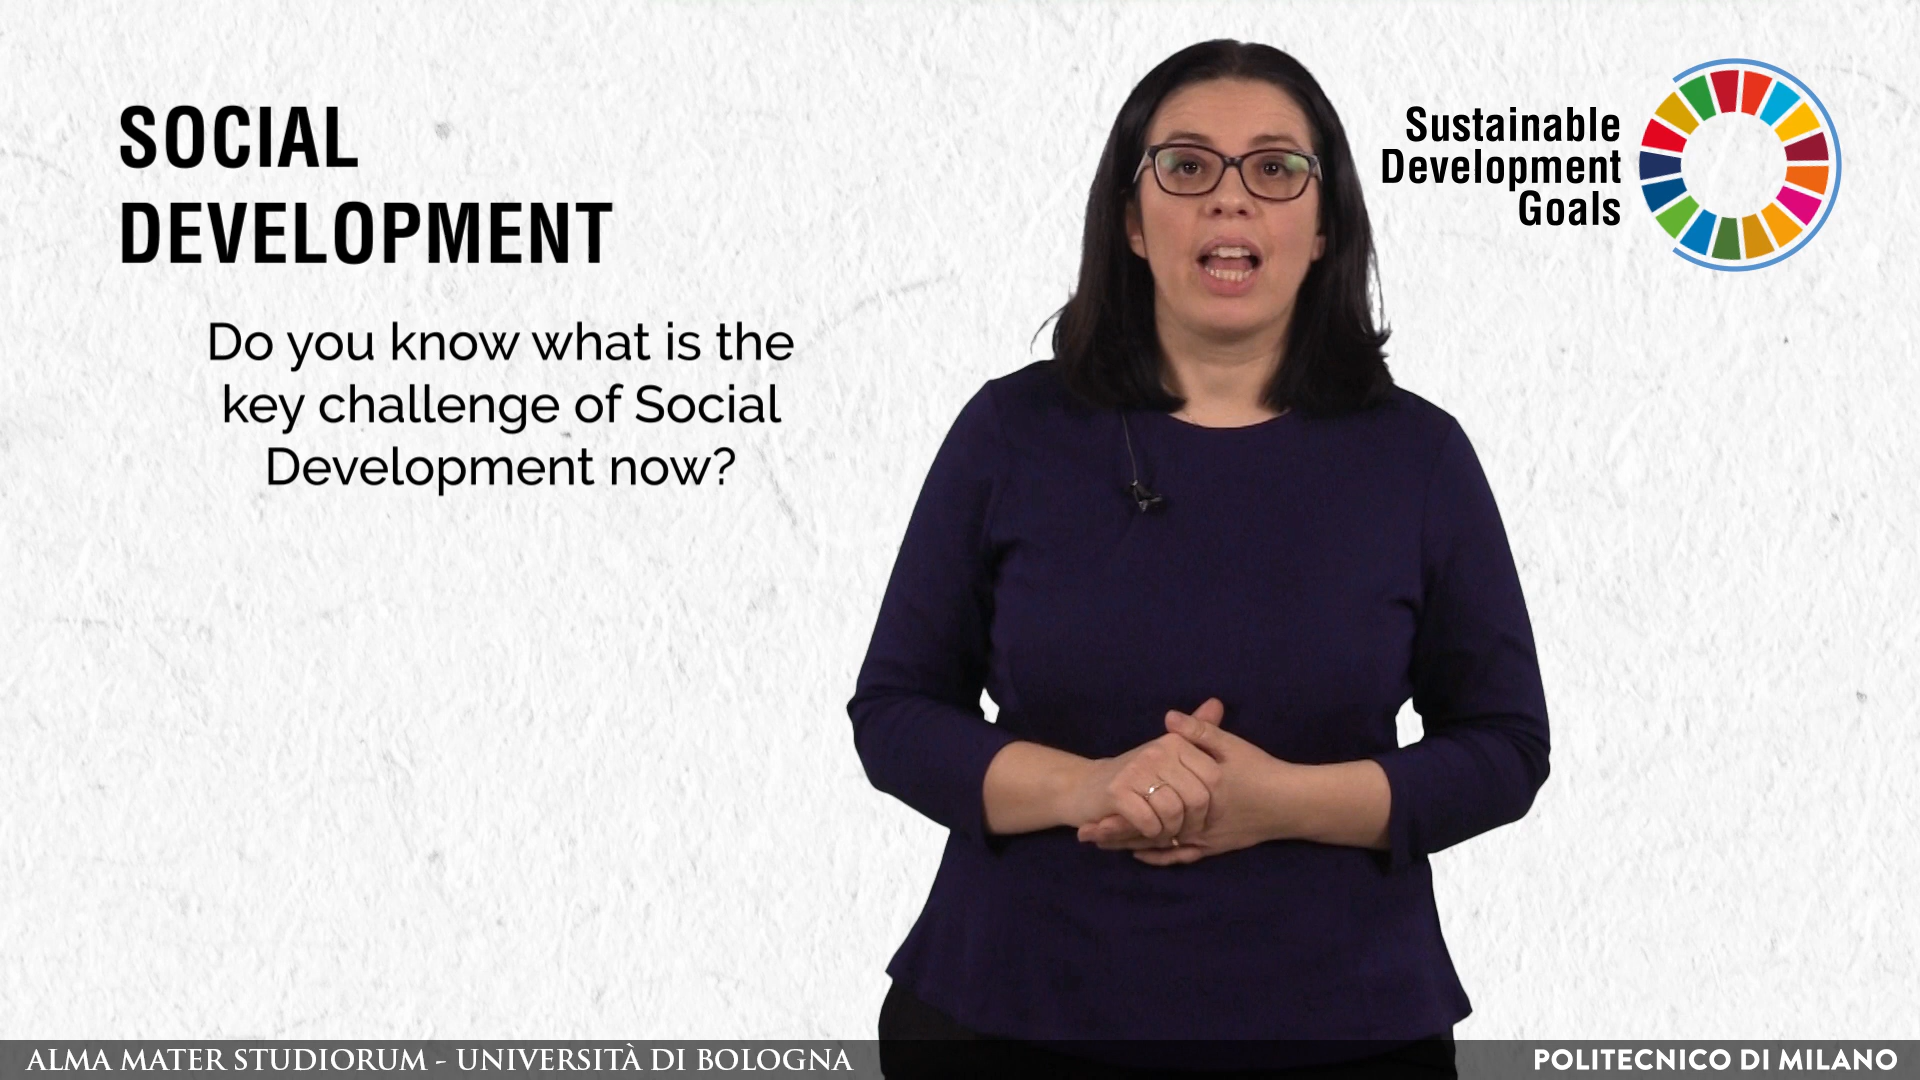 SOCIAL
DEVELOPMENT
Do you know what is the
key challenge of Social
Development now?
Sustainable
Development
Goals
ALMA MATER STUDIORUM - UNIVERSITÀ DI BOLOGNA
POLITECNICO DI MILANO